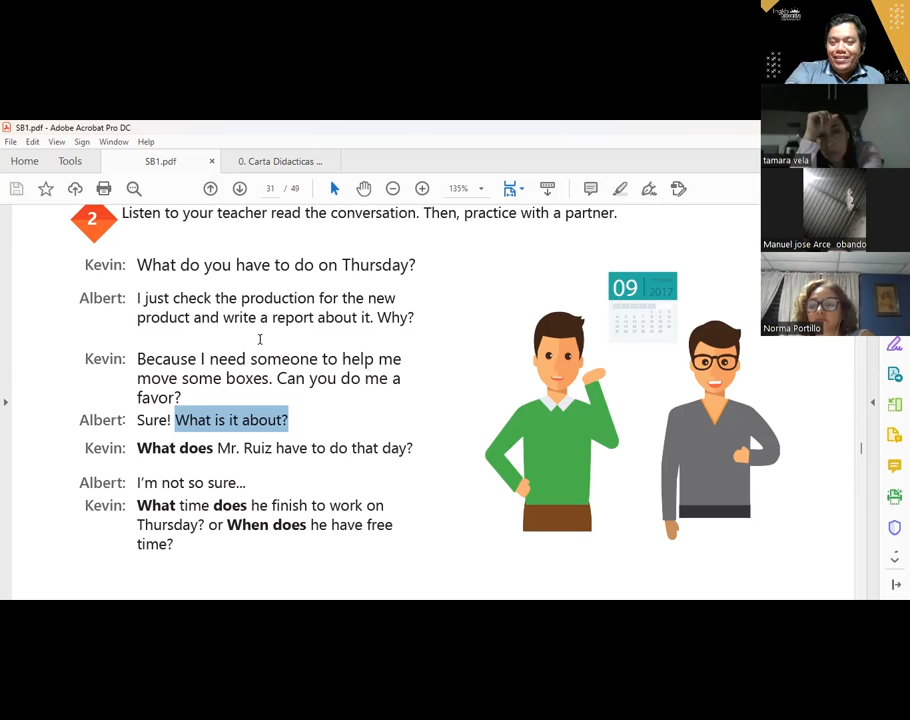 SB1.pdf - Adobe Acrobat Pro DC
File Edit View Sign Window Help
Home Tools SB1.pdf × 0. Carta Didacticas ...
31 / 49 135%
2 Listen to your teacher read the conversation. Then, practice with a partner.
Kevin: What do you have to do on Thursday?
Albert: I just check the production for the new
product and write a report about it. Why?
Kevin: Because I need someone to help me
move some boxes. Can you do me a
favor?
Albert: Sure! What is it about?
Kevin: What does Mr. Ruiz have to do that day?
Albert: I'm not so sure...
Kevin: What time does he finish to work on
Thursday? or When does he have free
time?
09
2017
Inglés
tamara vela
Manuel jose Arce obando
Norma Portillo